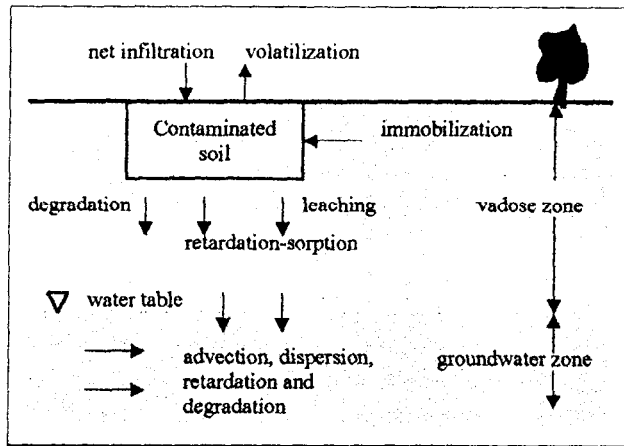 net infiltration volatilization
Contaminated
soil
immobilization
degradation
leaching
vadose zone
retardation-sorption
water table
advection, dispersion,
retardation and
degradation
groundwater zone